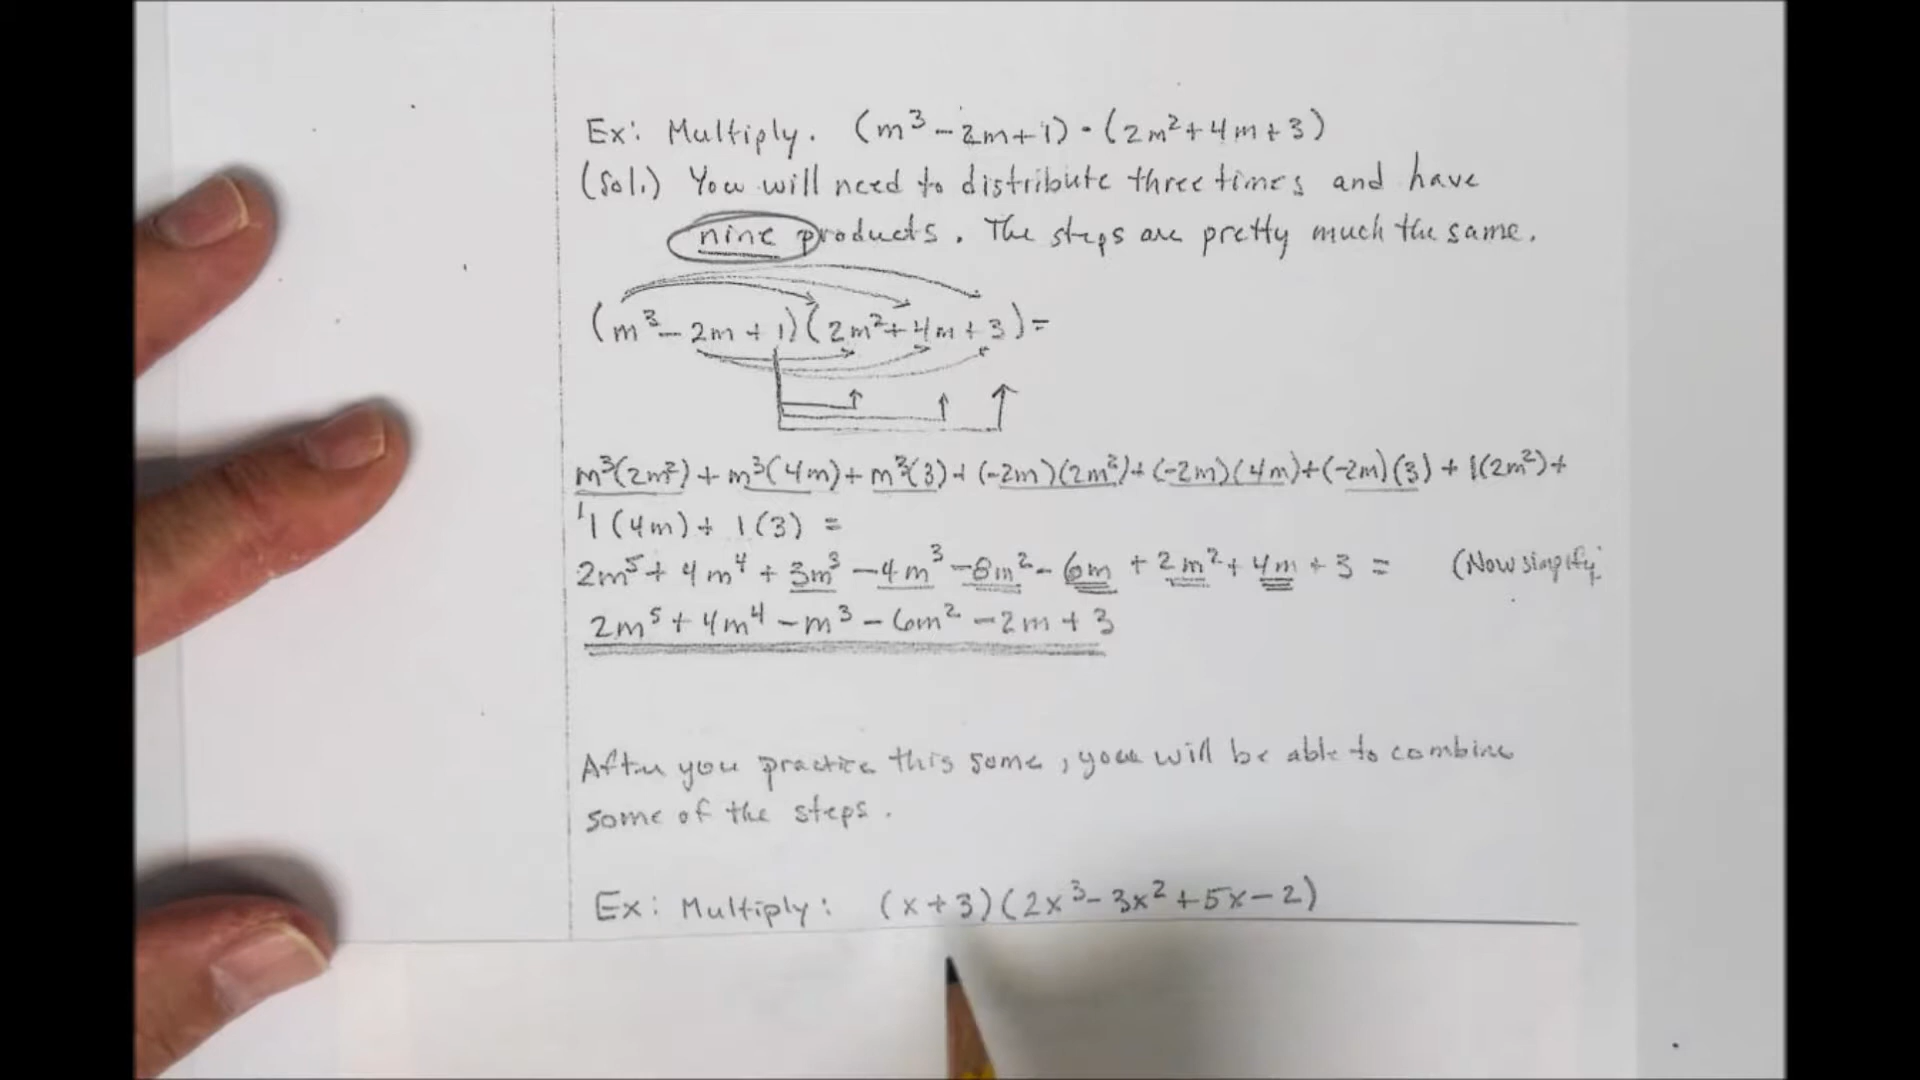 Ex: Multiply. (m³ - 2m + 1) · (2m² + 4m + 3)
(Sol.) You will need to distribute three times and have
nine products. The steps are pretty much the same.
(m³ - 2m + 1)(2m² + 4m + 3) =
m³(2m²) + m³(4m) + m³(3) + (-2m)(2m²) + (-2m)(4m) + (-2m)(3) + 1(2m²) +
1(4m) + 1(3) =
2m⁵ + 4m⁴ + 3m³ - 4m³ - 8m² - 6m + 2m² + 4m + 3 = (Now simplify
2m⁵ + 4m⁴ - m³ - 6m² - 2m + 3
After you practice this some, you will be able to combine
some of the steps.
Ex: Multiply: (x + 3)(2x³ - 3x² + 5x - 2)